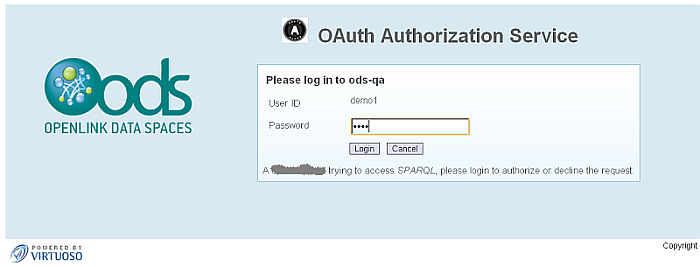 OAuth Authorization Service
ods
OPENLINK DATA SPACES
Please log in to ods-qa
User ID demo1
Password ••••
Login Cancel
A trying to access SPARQL, please login to authorize or decline the request.
POWERED BY
VIRTUOSO
Copyright